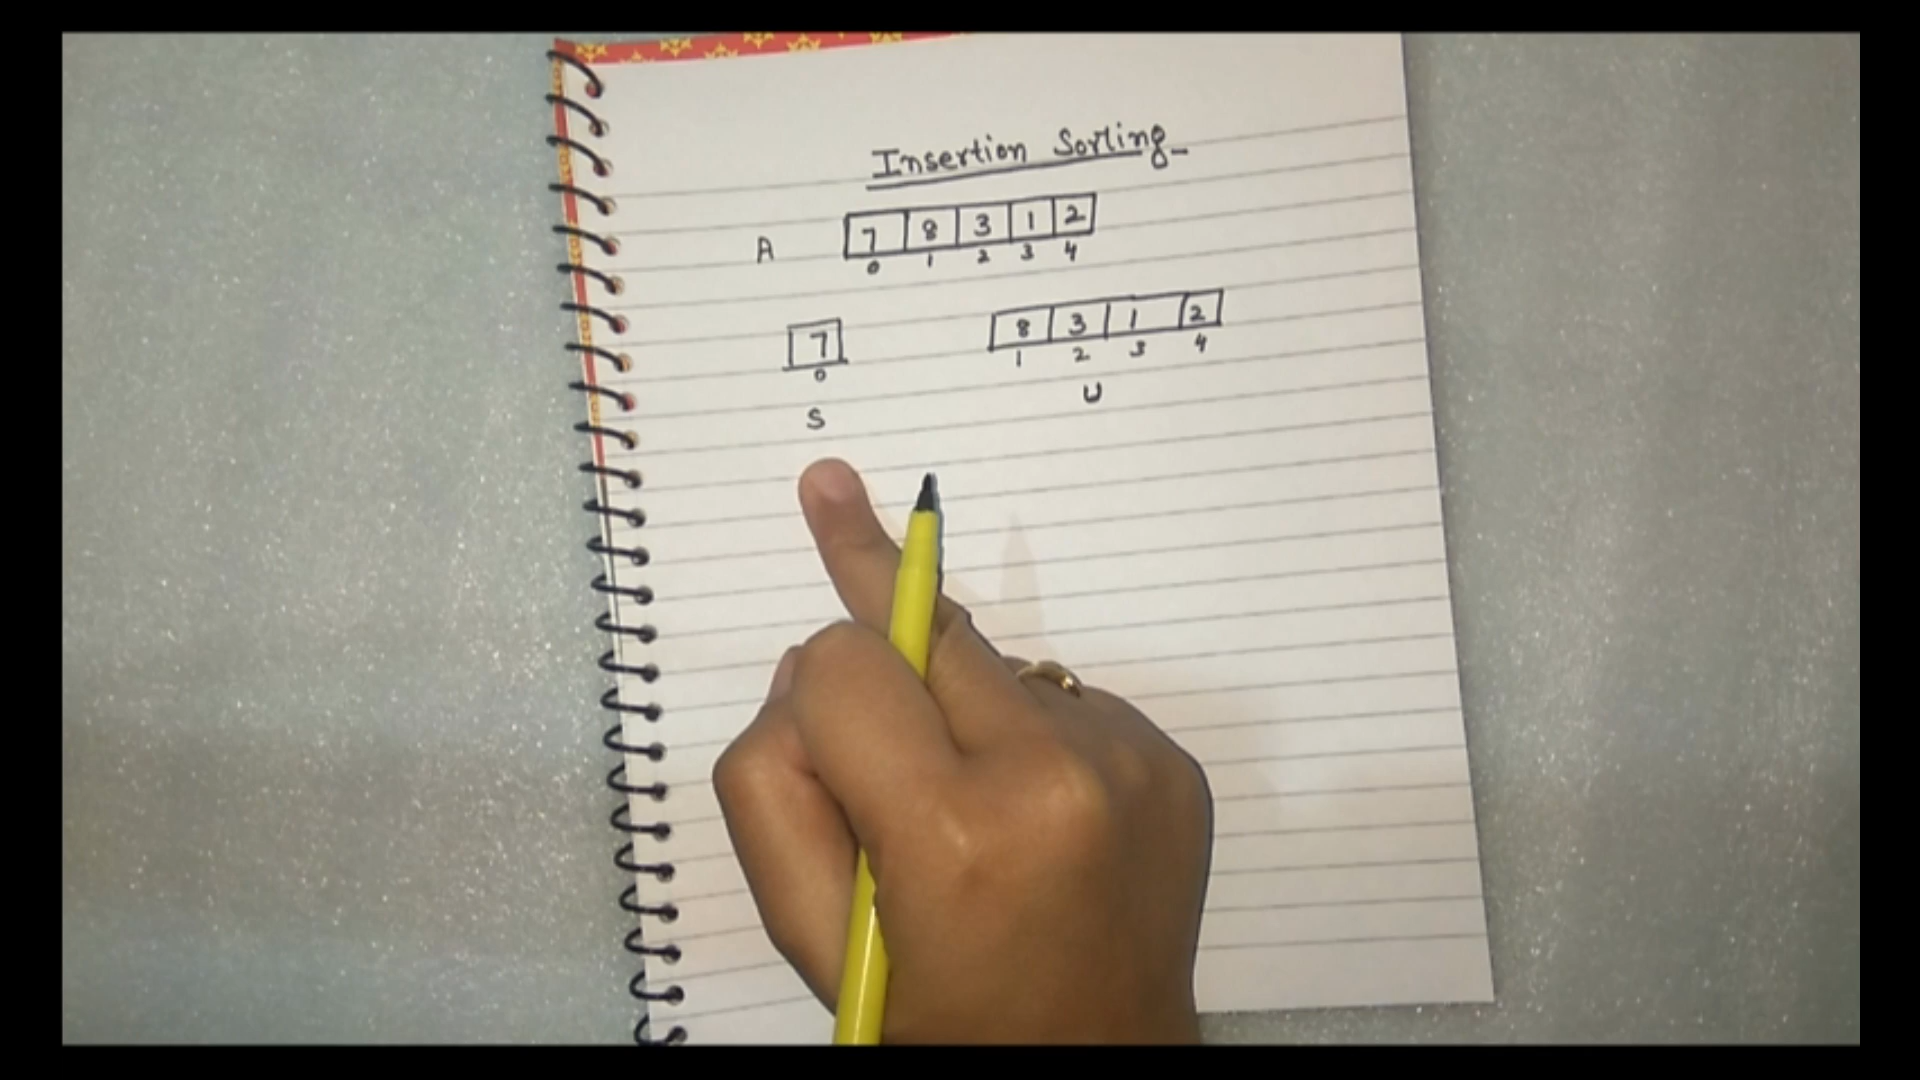 Insertion Sorting
A 7 8 3 1 2
0 1 2 3 4
7 8 3 1 2
0 1 2 3 4
S U